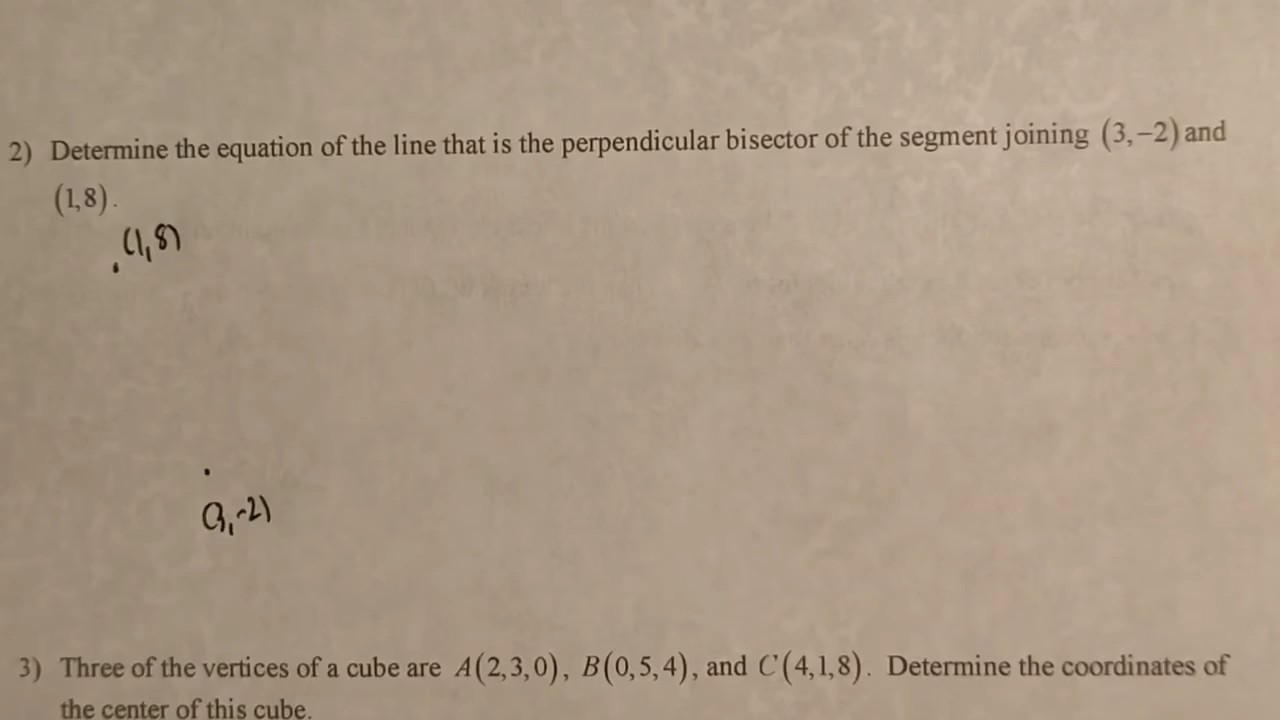 2) Determine the equation of the line that is the perpendicular bisector of the segment joining (3,−2) and
(1,8).
(1,8)
(3,-2)
3) Three of the vertices of a cube are A(2,3,0), B(0,5,4), and C(4,1,8). Determine the coordinates of
the center of this cube.